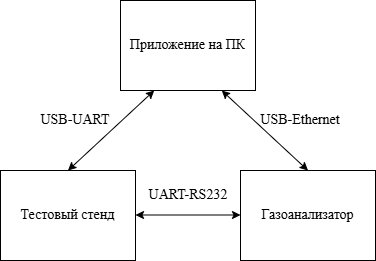 Приложение на ПК
USB-UART
USB-Ethernet
UART-RS232
Тестовый стенд
Газоанализатор